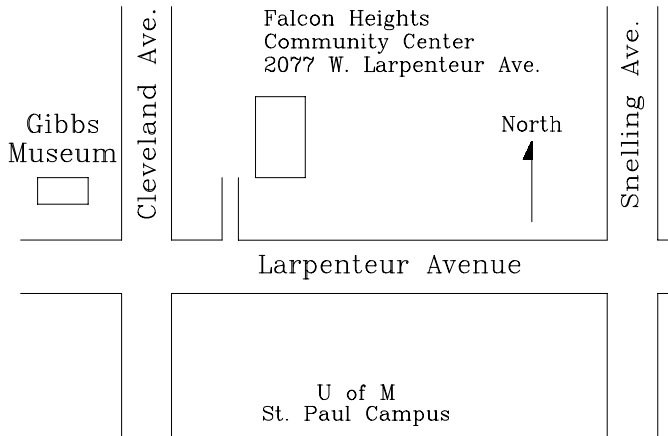 Falcon Heights
Community Center
2077 W. Larpenteur Ave.
Cleveland Ave.
Snelling Ave.
Gibbs
Museum
North
Larpenteur Avenue
U of M
St. Paul Campus